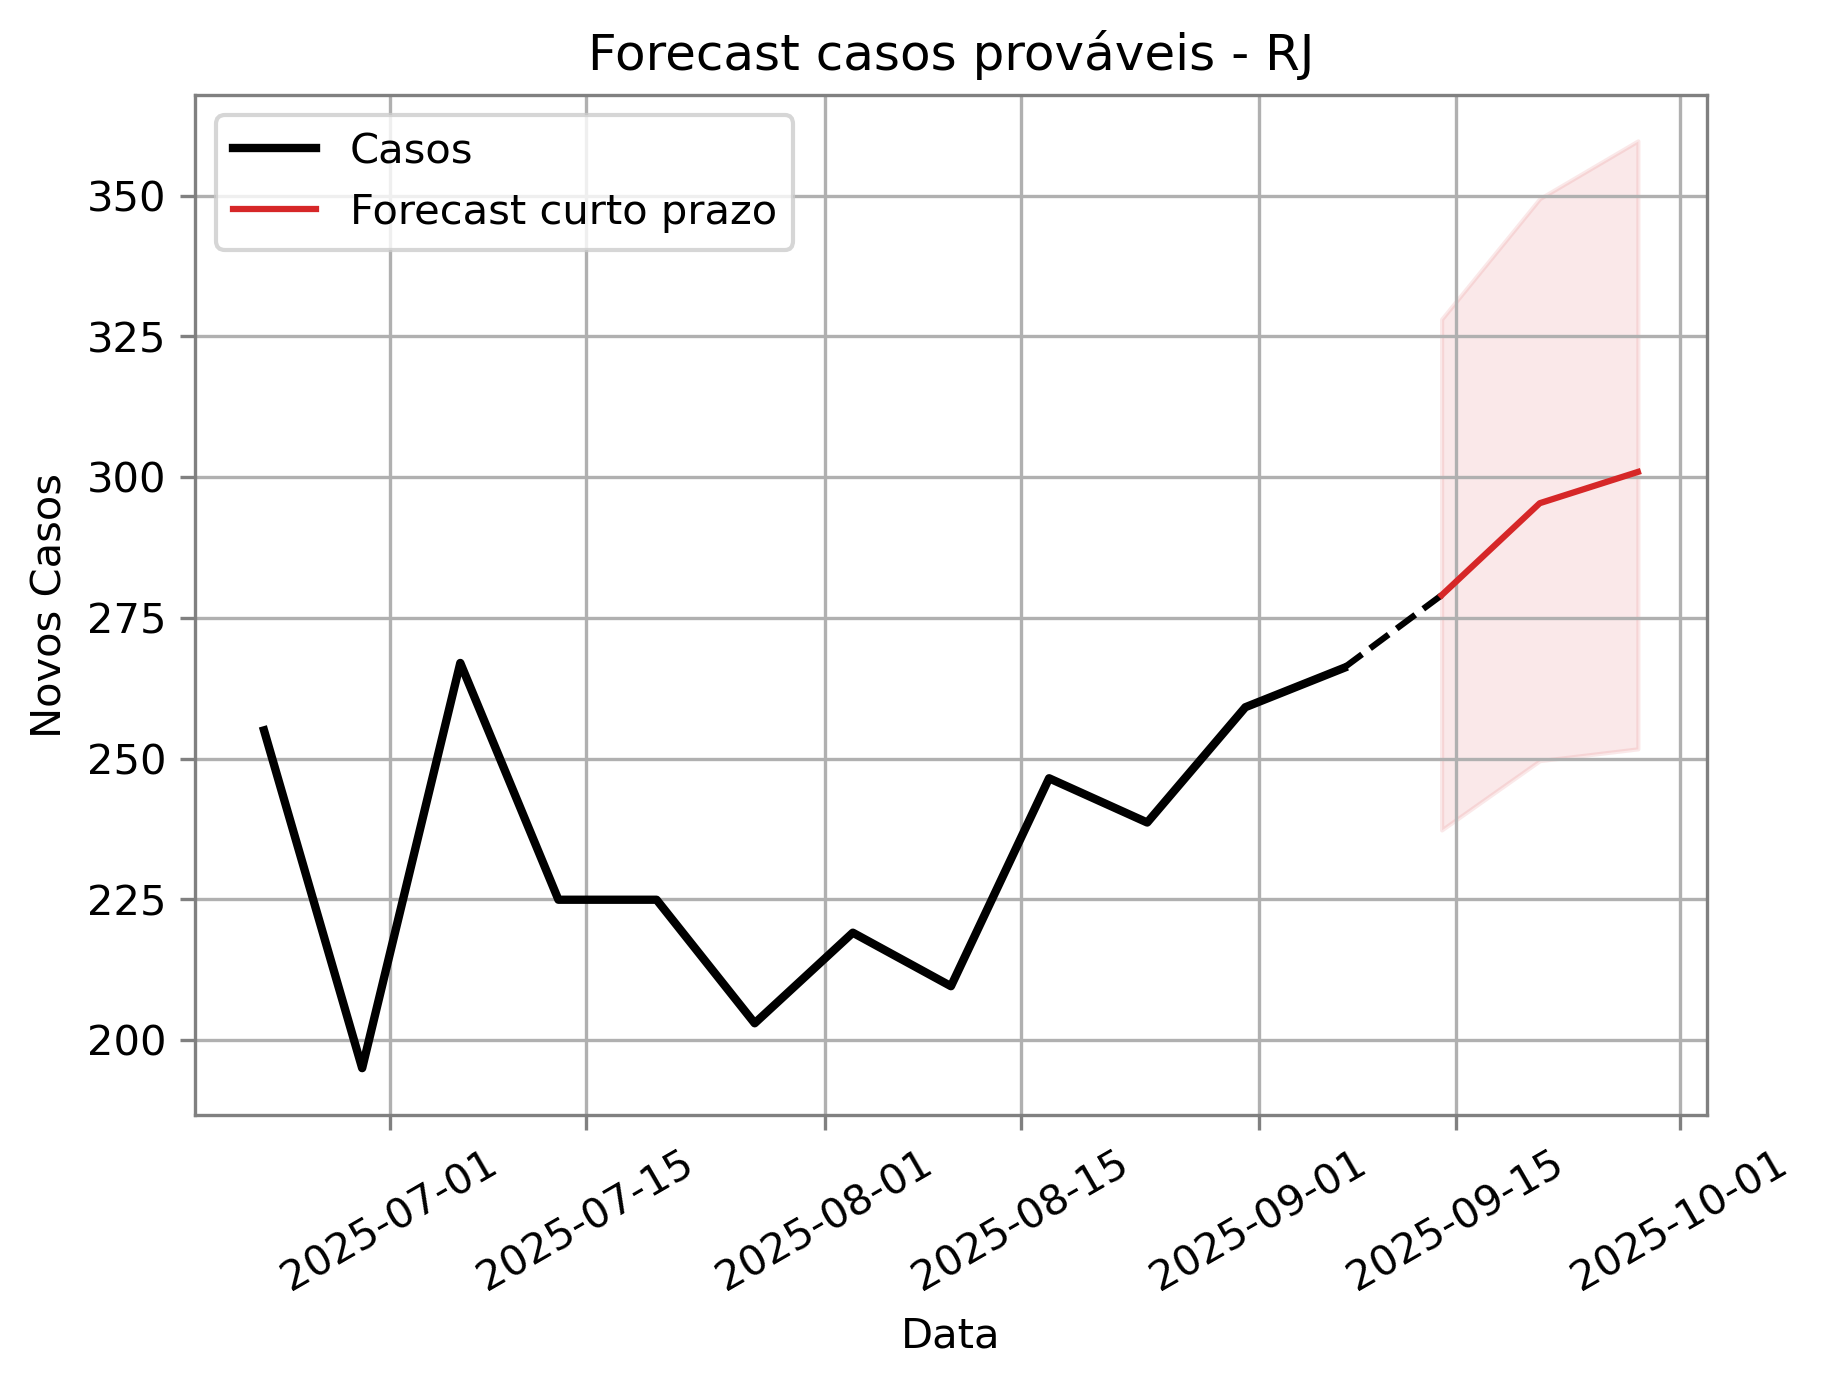 Forecast casos prováveis - RJ
Casos
Forecast curto prazo
Novos Casos
350
325
300
275
250
225
200
2025-07-01
2025-07-15
2025-08-01
2025-08-15
2025-09-01
2025-09-15
2025-10-01
Data